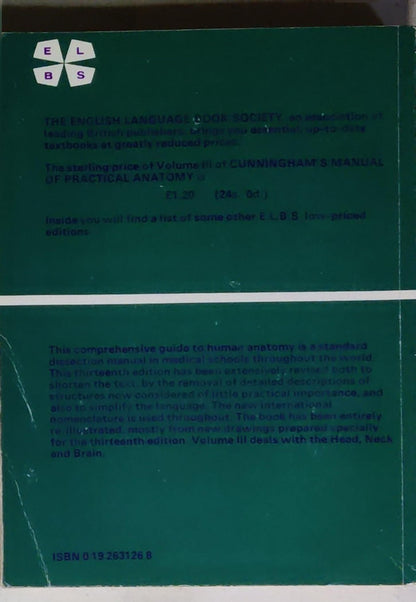 E L
B S
THE ENGLISH LANGUAGE BOOK SOCIETY, an association of
leading British publishers, brings you essential, up-to-date
textbooks at greatly reduced prices.
The sterling price of Volume III of CUNNINGHAM'S MANUAL
OF PRACTICAL ANATOMY is
£1.20 (24s. 0d.)
Inside you will find a list of some other E.L.B.S. low-priced
editions.
This comprehensive guide to human anatomy is a standard
dissection manual in medical schools throughout the world.
This thirteenth edition has been extensively revised both to
shorten the text, by the removal of detailed descriptions of
structures now considered of little practical importance, and
also to simplify the language. The new international
nomenclature is used throughout. The book has been entirely
re-illustrated, mostly from new drawings prepared specially
for the thirteenth edition. Volume III deals with the Head, Neck
and Brain.
ISBN 0 19 263126 8